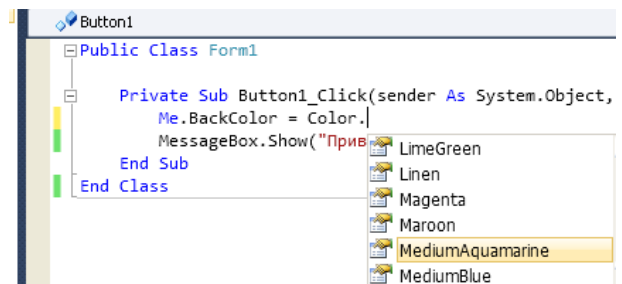 Button1
Public Class Form1
Private Sub Button1_Click(sender As System.Object,
Me.BackColor = Color.
MessageBox.Show("Прив
End Sub
End Class
LimeGreen
Linen
Magenta
Maroon
MediumAquamarine
MediumBlue